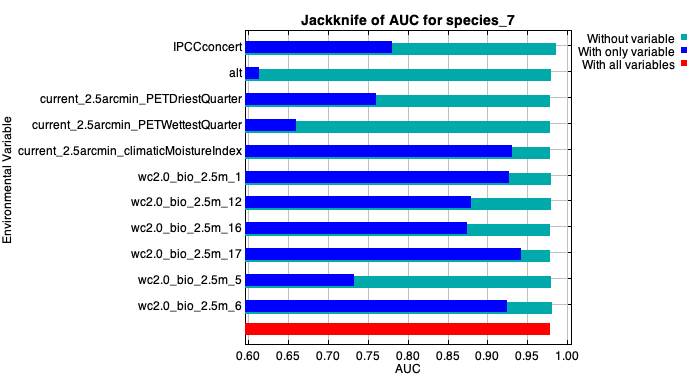 Jackknife of AUC for species_7
Without variable
With only variable
With all variables
Environmental Variable
IPCCconcert
alt
current_2.5arcmin_PETDriestQuarter
current_2.5arcmin_PETWettestQuarter
current_2.5arcmin_climaticMoistureIndex
wc2.0_bio_2.5m_1
wc2.0_bio_2.5m_12
wc2.0_bio_2.5m_16
wc2.0_bio_2.5m_17
wc2.0_bio_2.5m_5
wc2.0_bio_2.5m_6
0.60 0.65 0.70 0.75 0.80 0.85 0.90 0.95 1.00
AUC